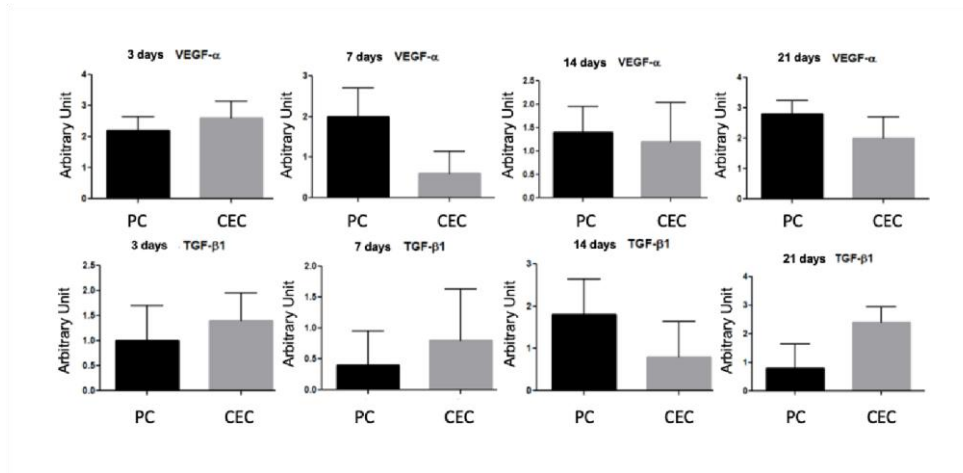 3 days VEGF-α
Arbitrary Unit
4
3
2
1
0
PC CEC
7 days VEGF-α
Arbitrary Unit
3
2
1
0
PC CEC
14 days VEGF-α
Arbitrary Unit
2.5
2.0
1.5
1.0
0.5
0.0
PC CEC
21 days VEGF-α
Arbitrary Unit
4
3
2
1
0
PC CEC
3 days TGF-β1
Arbitrary Unit
2.5
2.0
1.5
1.0
0.5
0.0
PC CEC
7 days TGF-β1
Arbitrary Unit
2.0
1.5
1.0
0.5
0.0
PC CEC
14 days TGF-β1
Arbitrary Unit
3
2
1
0
PC CEC
21 days TGF-β1
Arbitrary Unit
4
3
2
1
0
PC CEC